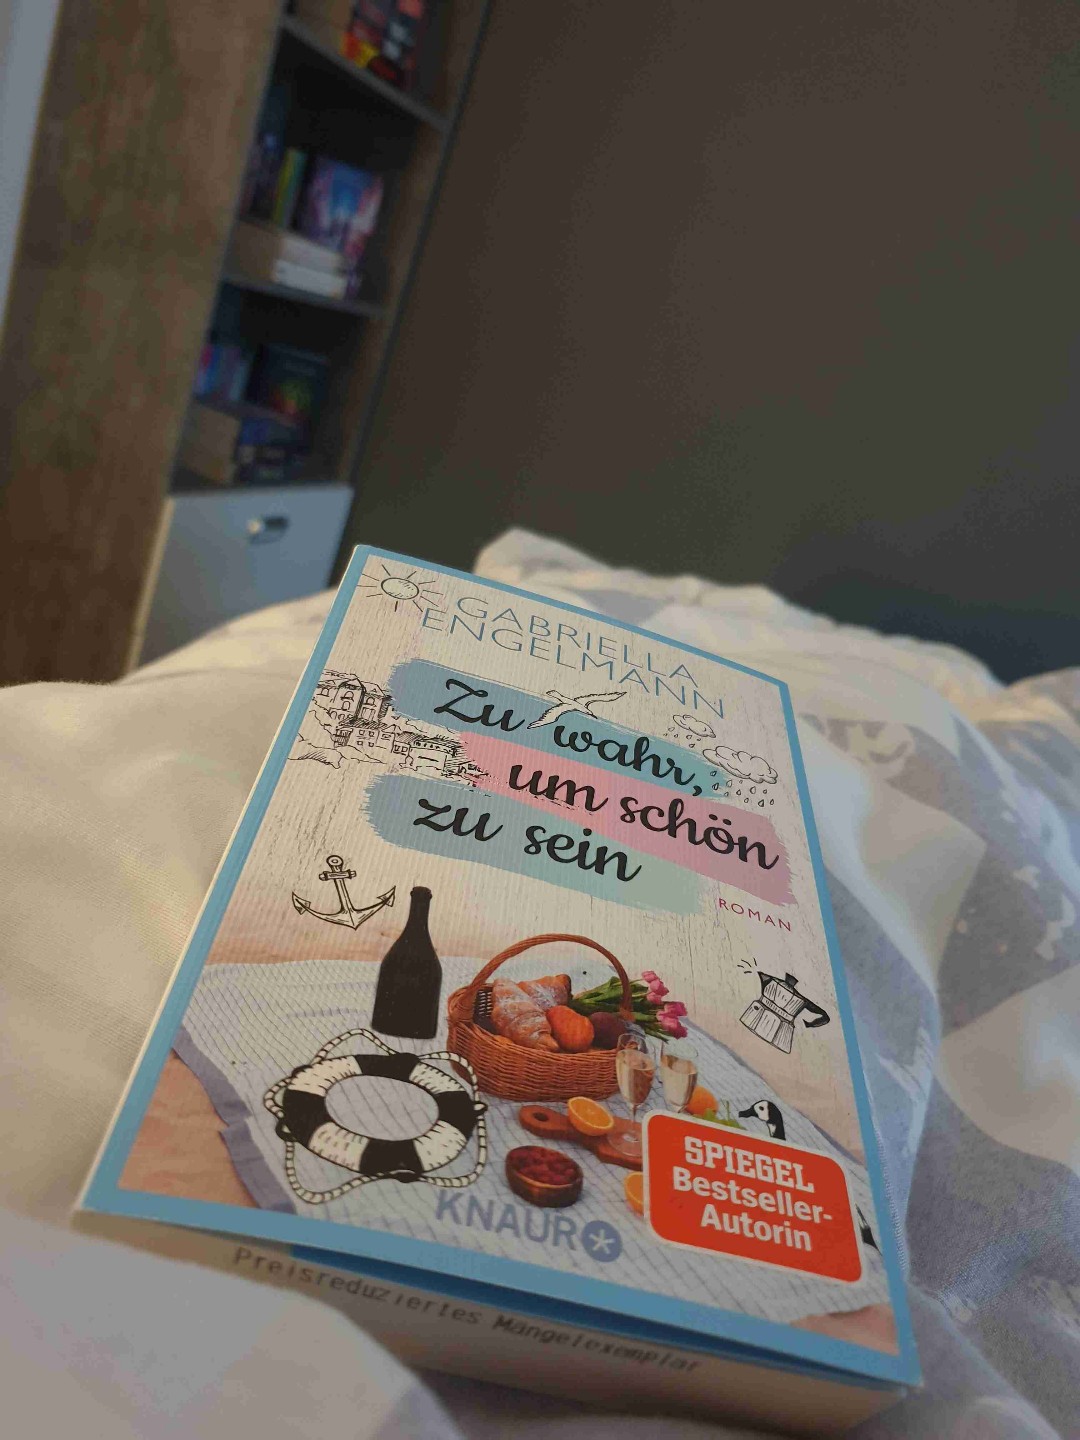 GABRIELLA
ENGELMANN
Zu wahr,
um schön
zu sein
ROMAN
SPIEGEL
Bestseller-
Autorin
KNAUR
Preisreduziertes Mängelexemplar